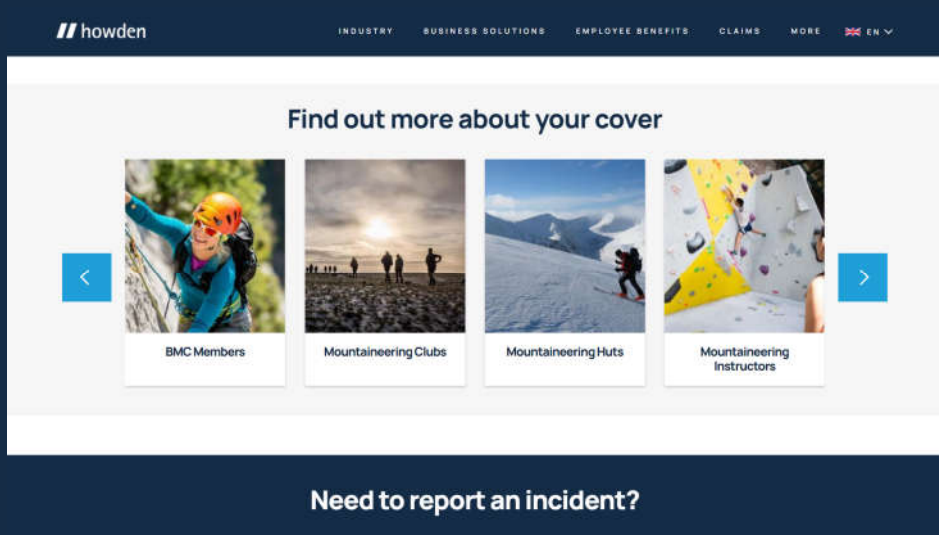 howden
INDUSTRY BUSINESS SOLUTIONS EMPLOYEE BENEFITS CLAIMS MORE EN
Find out more about your cover
BMC Members
Mountaineering Clubs
Mountaineering Huts
Mountaineering
Instructors
Need to report an incident?